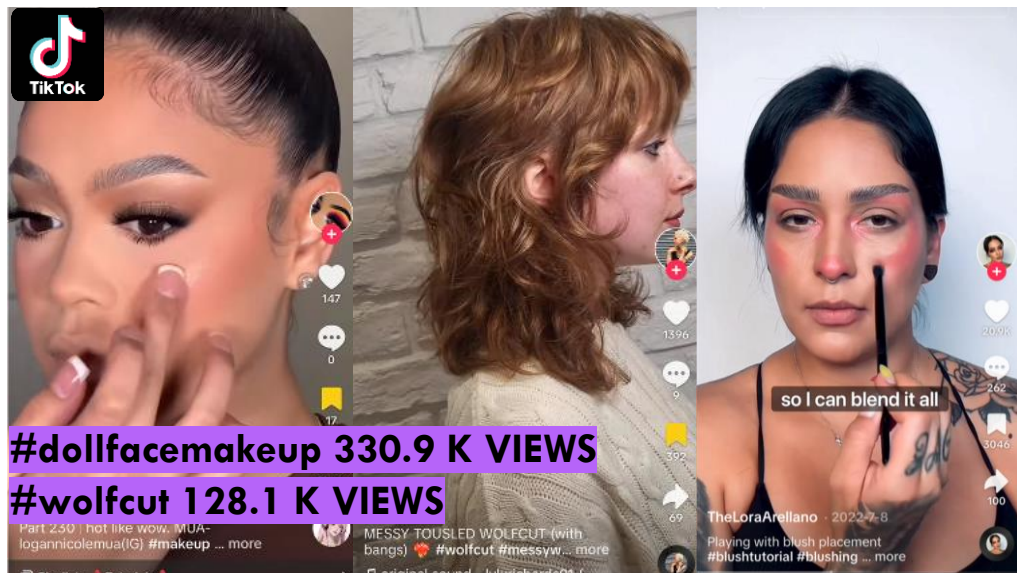 TikTok
147
0
17
#dollfacemakeup 330.9 K VIEWS
#wolfcut 128.1 K VIEWS
Part 230 | hot like wow. MUA-
logannicolemua(IG) #makeup ... more
1396
9
392
69
MESSY TOUSLED WOLFCUT (with
bangs) #wolfcut #messyw... more
so I can blend it all
20,9K
262
3046
100
TheLoraArellano · 2022-7-8
Playing with blush placement
#blushtutorial #blushing ... more